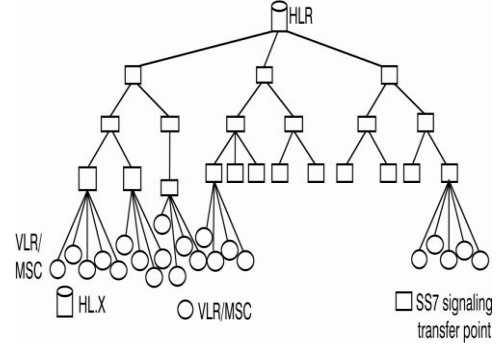 HLR
VLR/
MSC
HL.X
VLR/MSC
SS7 signaling
transfer point